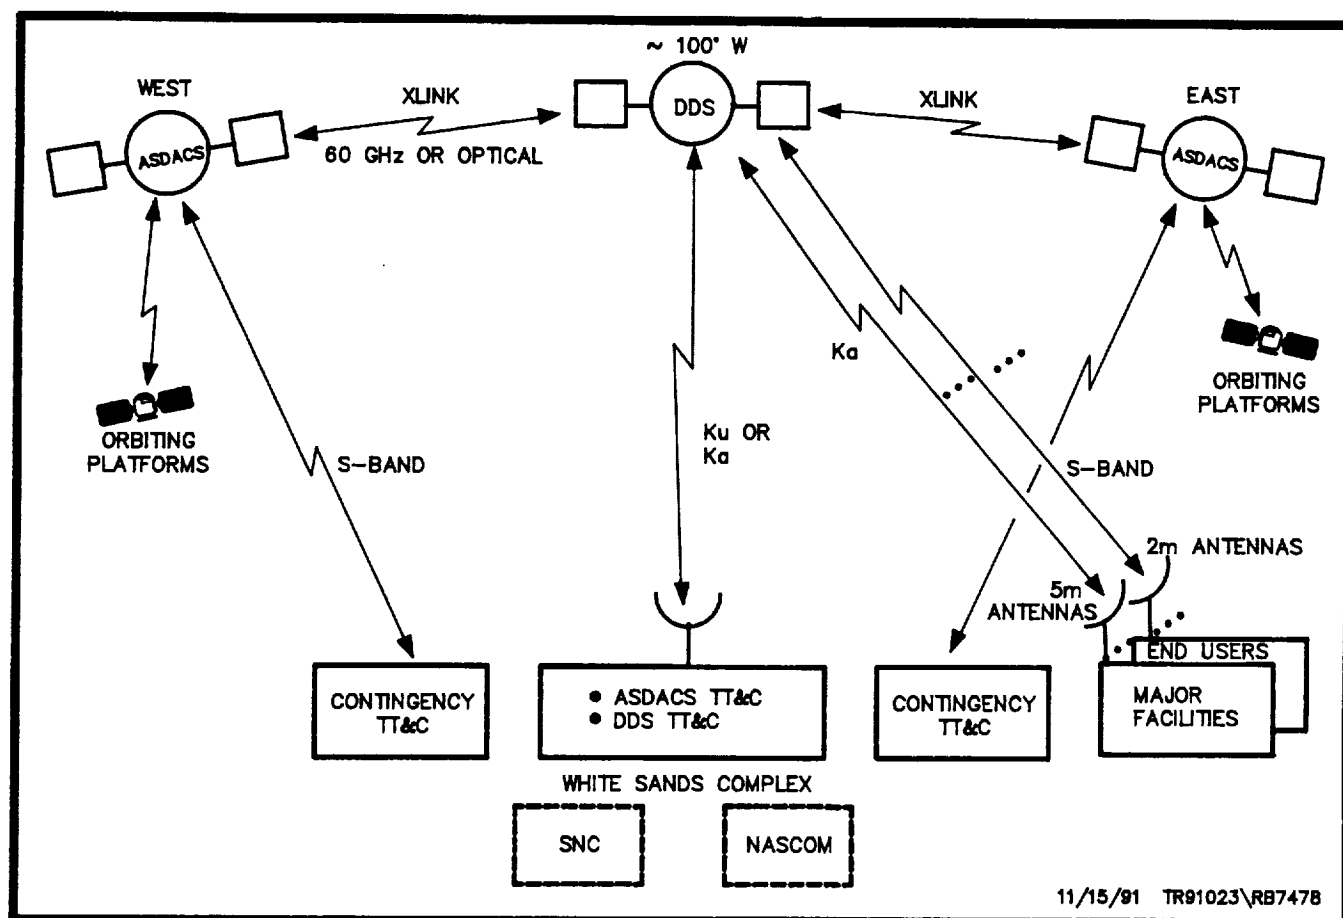 ~ 100° W
WEST
XLINK
DDS
XLINK
EAST
ASDACS
60 GHz OR OPTICAL
ASDACS
Ka
ORBITING
PLATFORMS
ORBITING
PLATFORMS
Ku OR
Ka
S-BAND
S-BAND
2m ANTENNAS
5m
ANTENNAS
END USERS
CONTINGENCY
TT&C
• ASDACS TT&C
• DDS TT&C
CONTINGENCY
TT&C
MAJOR
FACILITIES
WHITE SANDS COMPLEX
SNC
NASCOM
11/15/91 TR91023\RB7478